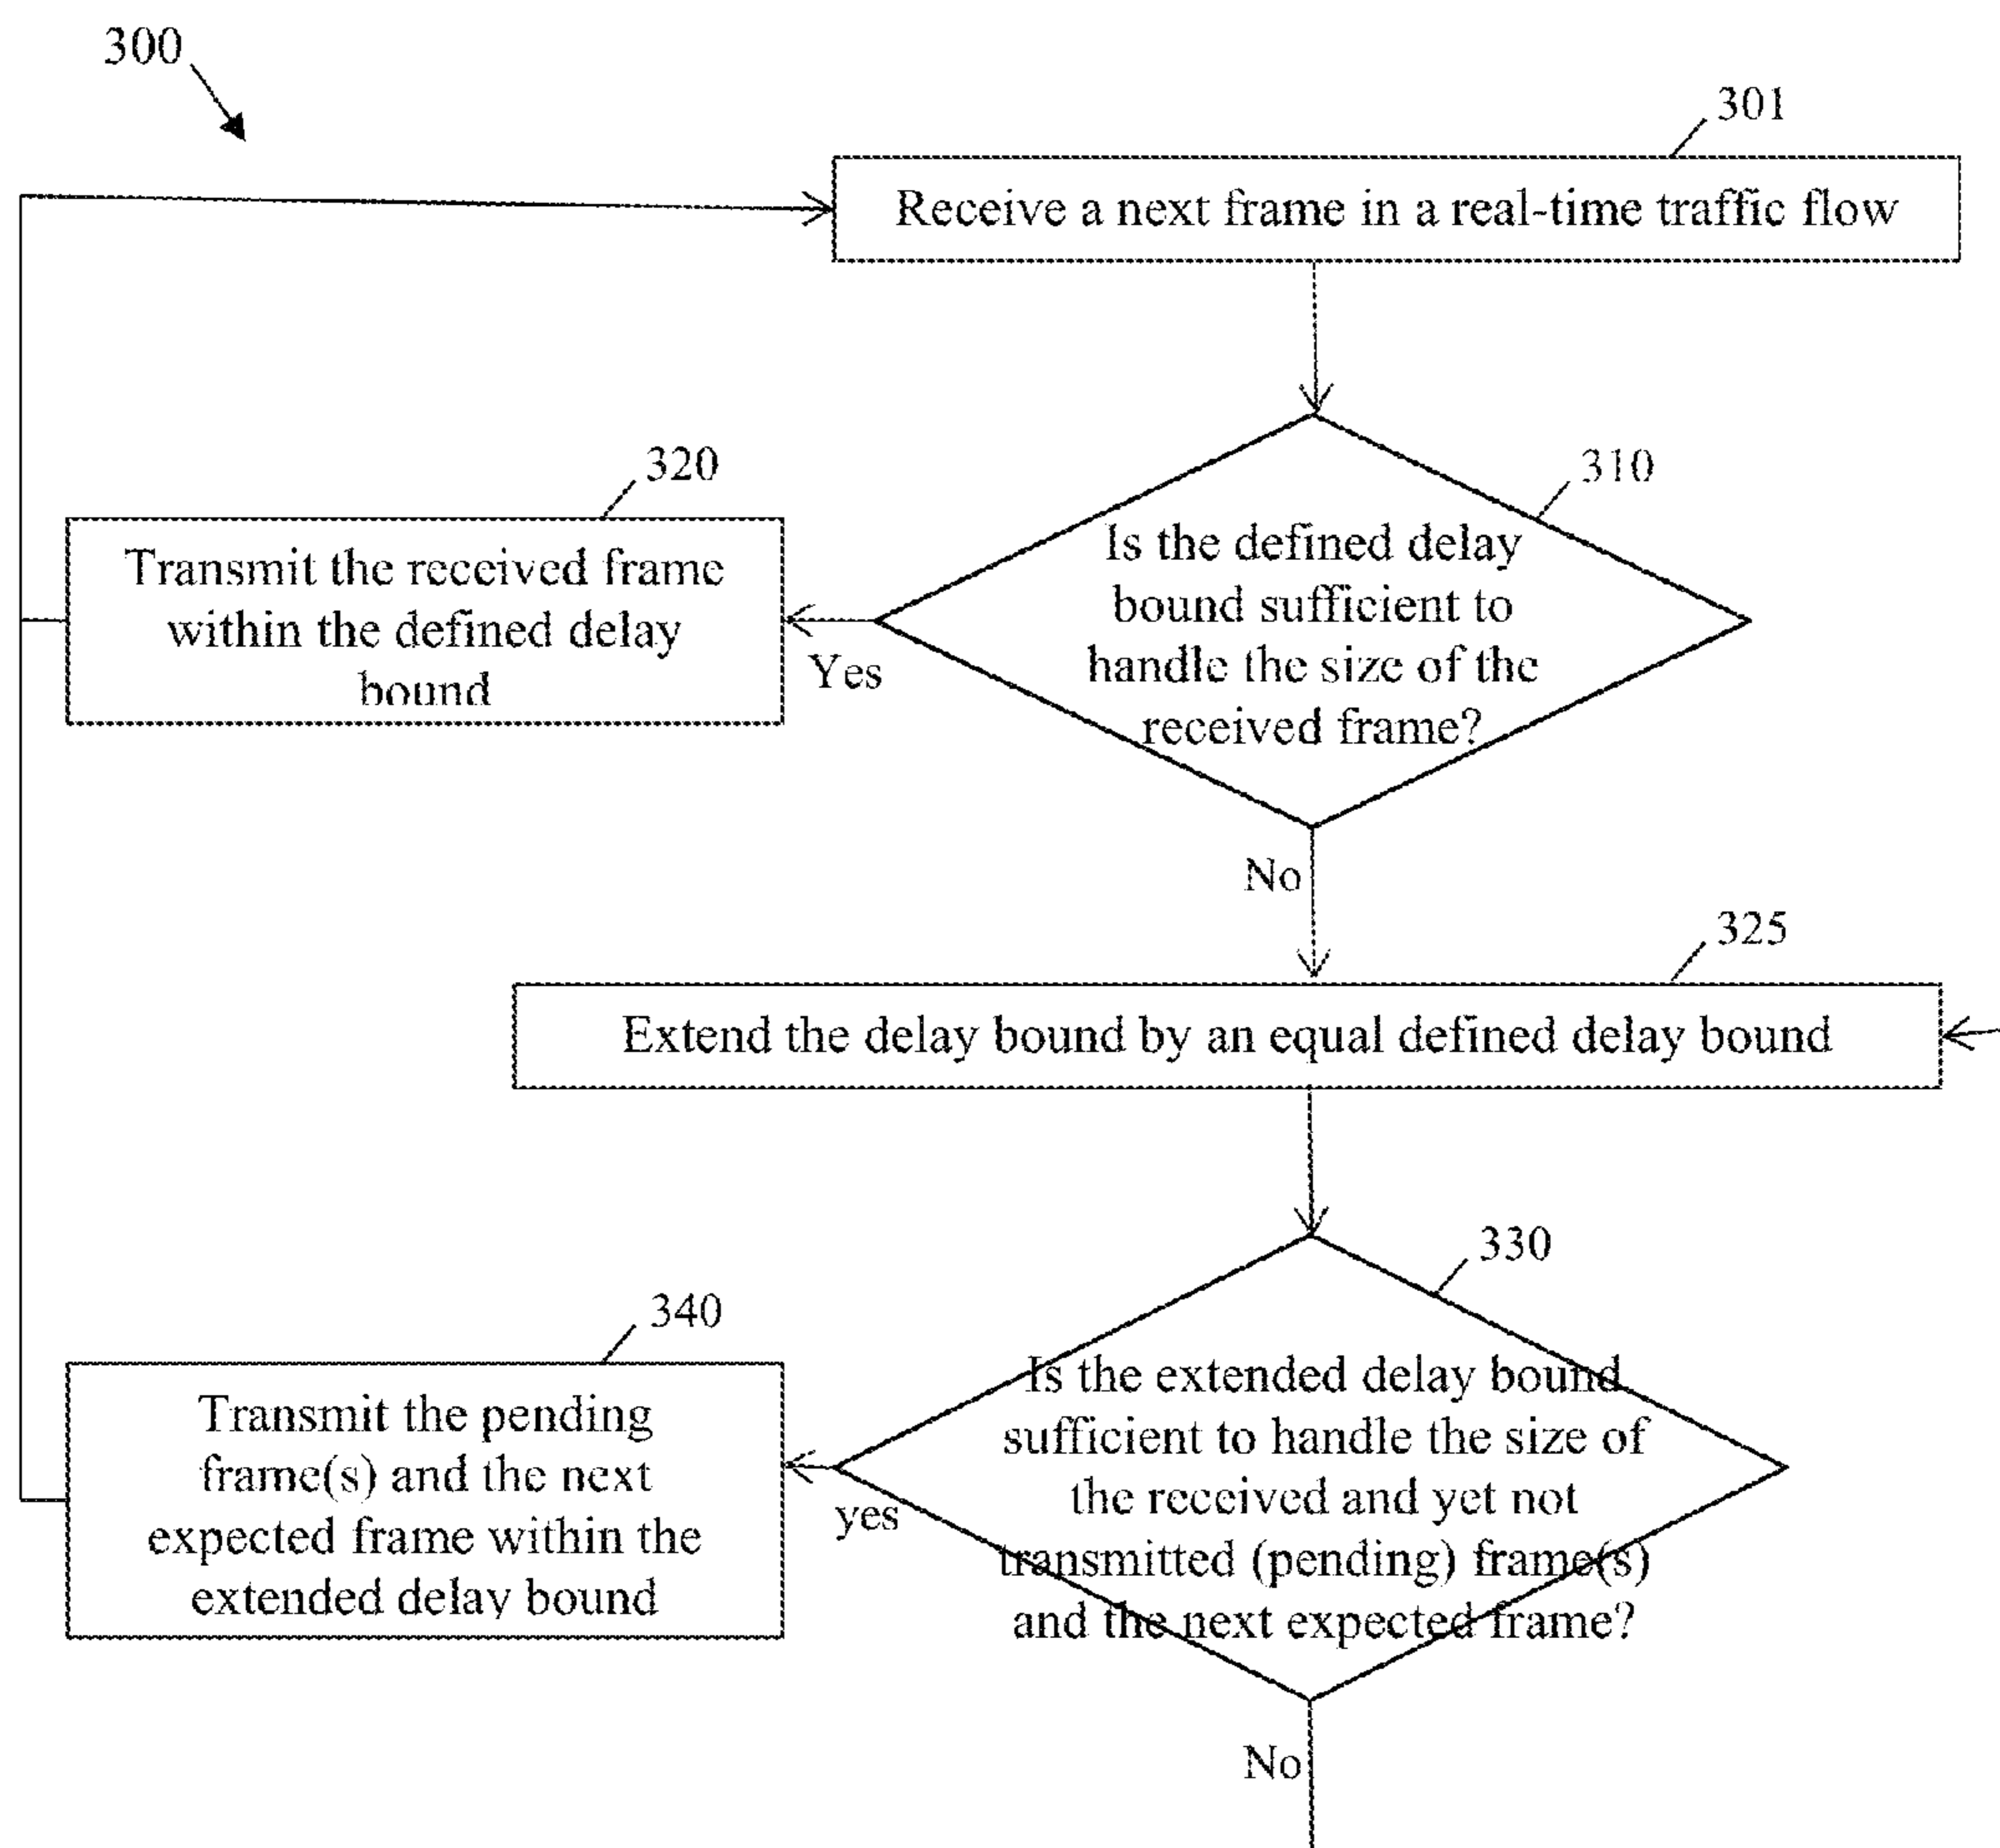 300
301
Receive a next frame in a real-time traffic flow
310
Is the defined delay
bound sufficient to
handle the size of the
received frame?
320
Transmit the received frame
within the defined delay
bound
Yes
No
325
Extend the delay bound by an equal defined delay bound
330
Is the extended delay bound
sufficient to handle the size of
the received and yet not
transmitted (pending) frame(s)
and the next expected frame?
340
Transmit the pending
frame(s) and the next
expected frame within the
extended delay bound
yes
No